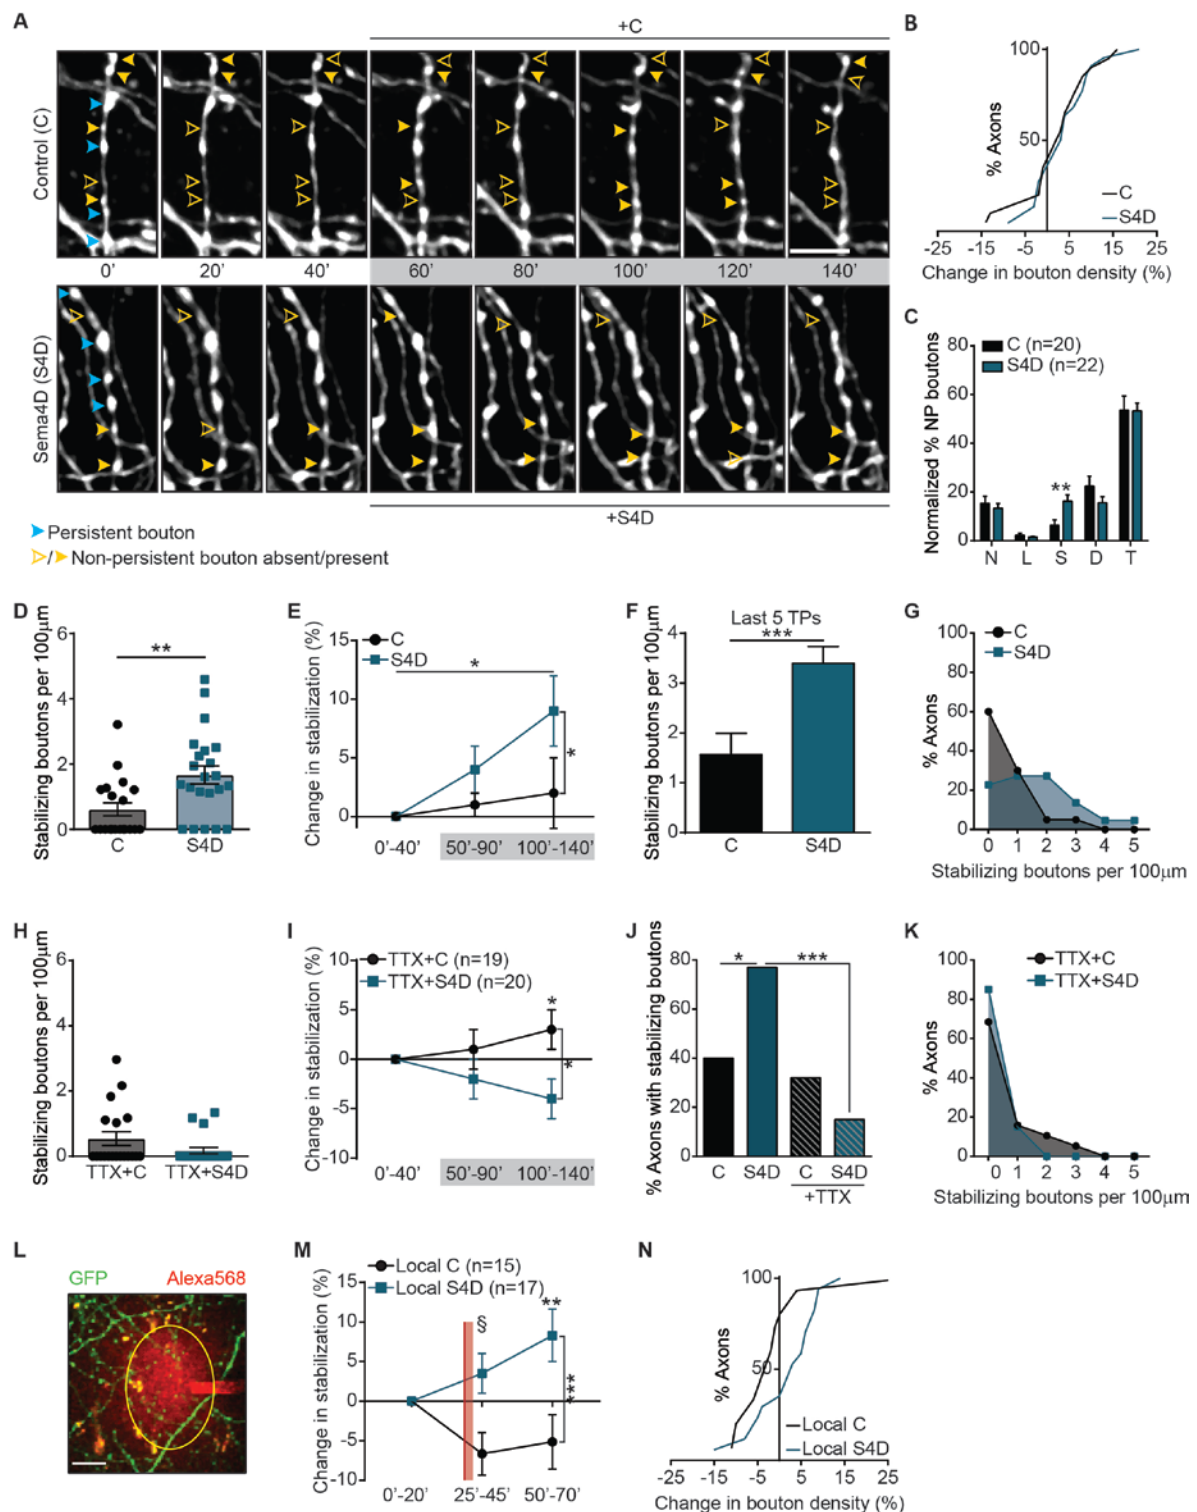 A
+C
Control (C)
0' 20' 40' 60' 80' 100' 120' 140'
Sema4D (S4D)
+S4D
Persistent bouton
/ Non-persistent bouton absent/present
B
100
50
% Axons
C
S4D
-25 -15 -5 5 15 25
Change in bouton density (%)
C
80
60
40
20
0
Normalized % NP boutons
C (n=20)
S4D (n=22)
**
N L S D T
D
6
4
2
0
Stabilizing boutons per 100µm
**
C S4D
E
15
10
5
0
Change in stabilization (%)
C
S4D
*
*
0'-40' 50'-90' 100'-140'
F
Last 5 TPs
***
4
3
2
1
0
Stabilizing boutons per 100µm
C S4D
G
C
S4D
100
80
60
40
20
0
% Axons
0 1 2 3 4 5
Stabilizing boutons per 100µm
H
6
4
2
0
Stabilizing boutons per 100µm
TTX+C TTX+S4D
I
10
5
0
-5
-10
Change in stabilization (%)
TTX+C (n=19)
TTX+S4D (n=20)
*
*
0'-40' 50'-90' 100'-140'
J
80
60
40
20
0
% Axons with stabilizing boutons
* ***
C S4D C S4D
+TTX
K
TTX+C
TTX+S4D
100
80
60
40
20
0
% Axons
0 1 2 3 4 5
Stabilizing boutons per 100µm
L
GFP Alexa568
M
15
10
5
0
-5
-10
Change in stabilization (%)
Local C (n=15)
Local S4D (n=17)
§
**
***
0'-20' 25'-45' 50'-70'
N
100
50
% Axons
Local C
Local S4D
-25 -15 -5 5 15 25
Change in bouton density (%)